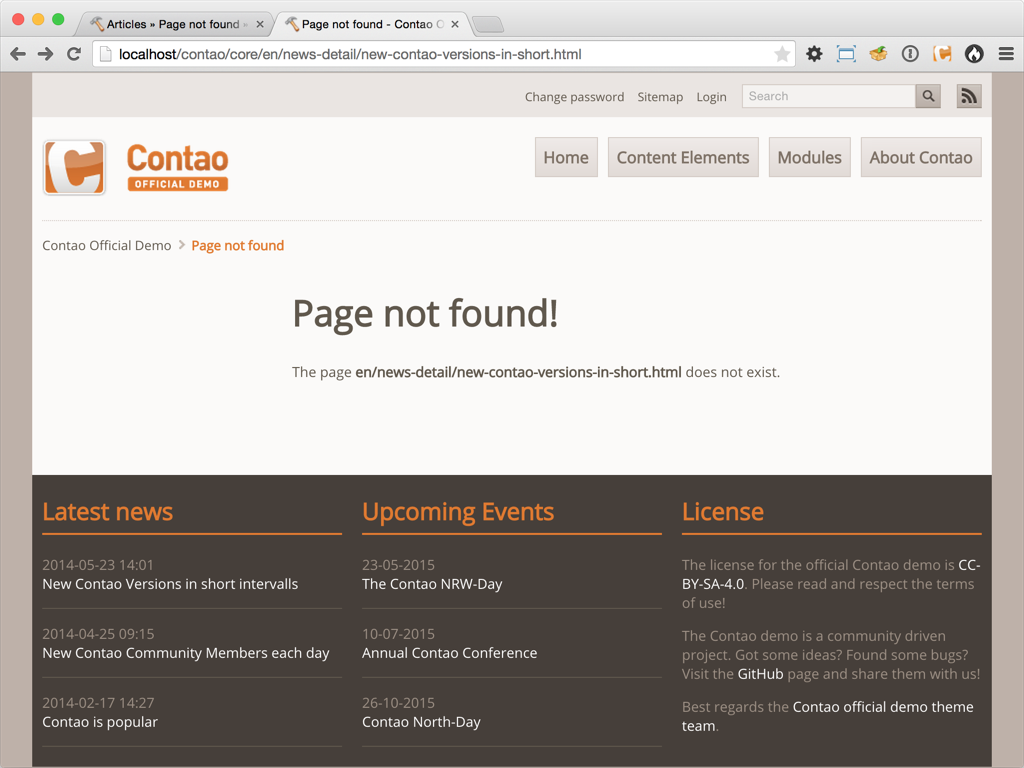 Articles » Page not found »
Page not found - Contao O
localhost/contao/core/en/news-detail/new-contao-versions-in-short.html
Change password Sitemap Login Search
Contao
OFFICIAL DEMO
Home Content Elements Modules About Contao
Contao Official Demo > Page not found
Page not found!
The page en/news-detail/new-contao-versions-in-short.html does not exist.
Latest news
2014-05-23 14:01
New Contao Versions in short intervalls
2014-04-25 09:15
New Contao Community Members each day
2014-02-17 14:27
Contao is popular
Upcoming Events
23-05-2015
The Contao NRW-Day
10-07-2015
Annual Contao Conference
26-10-2015
Contao North-Day
License
The license for the official Contao demo is CC-
BY-SA-4.0. Please read and respect the terms
of use!
The Contao demo is a community driven
project. Got some ideas? Found some bugs?
Visit the GitHub page and share them with us!
Best regards the Contao official demo theme
team.